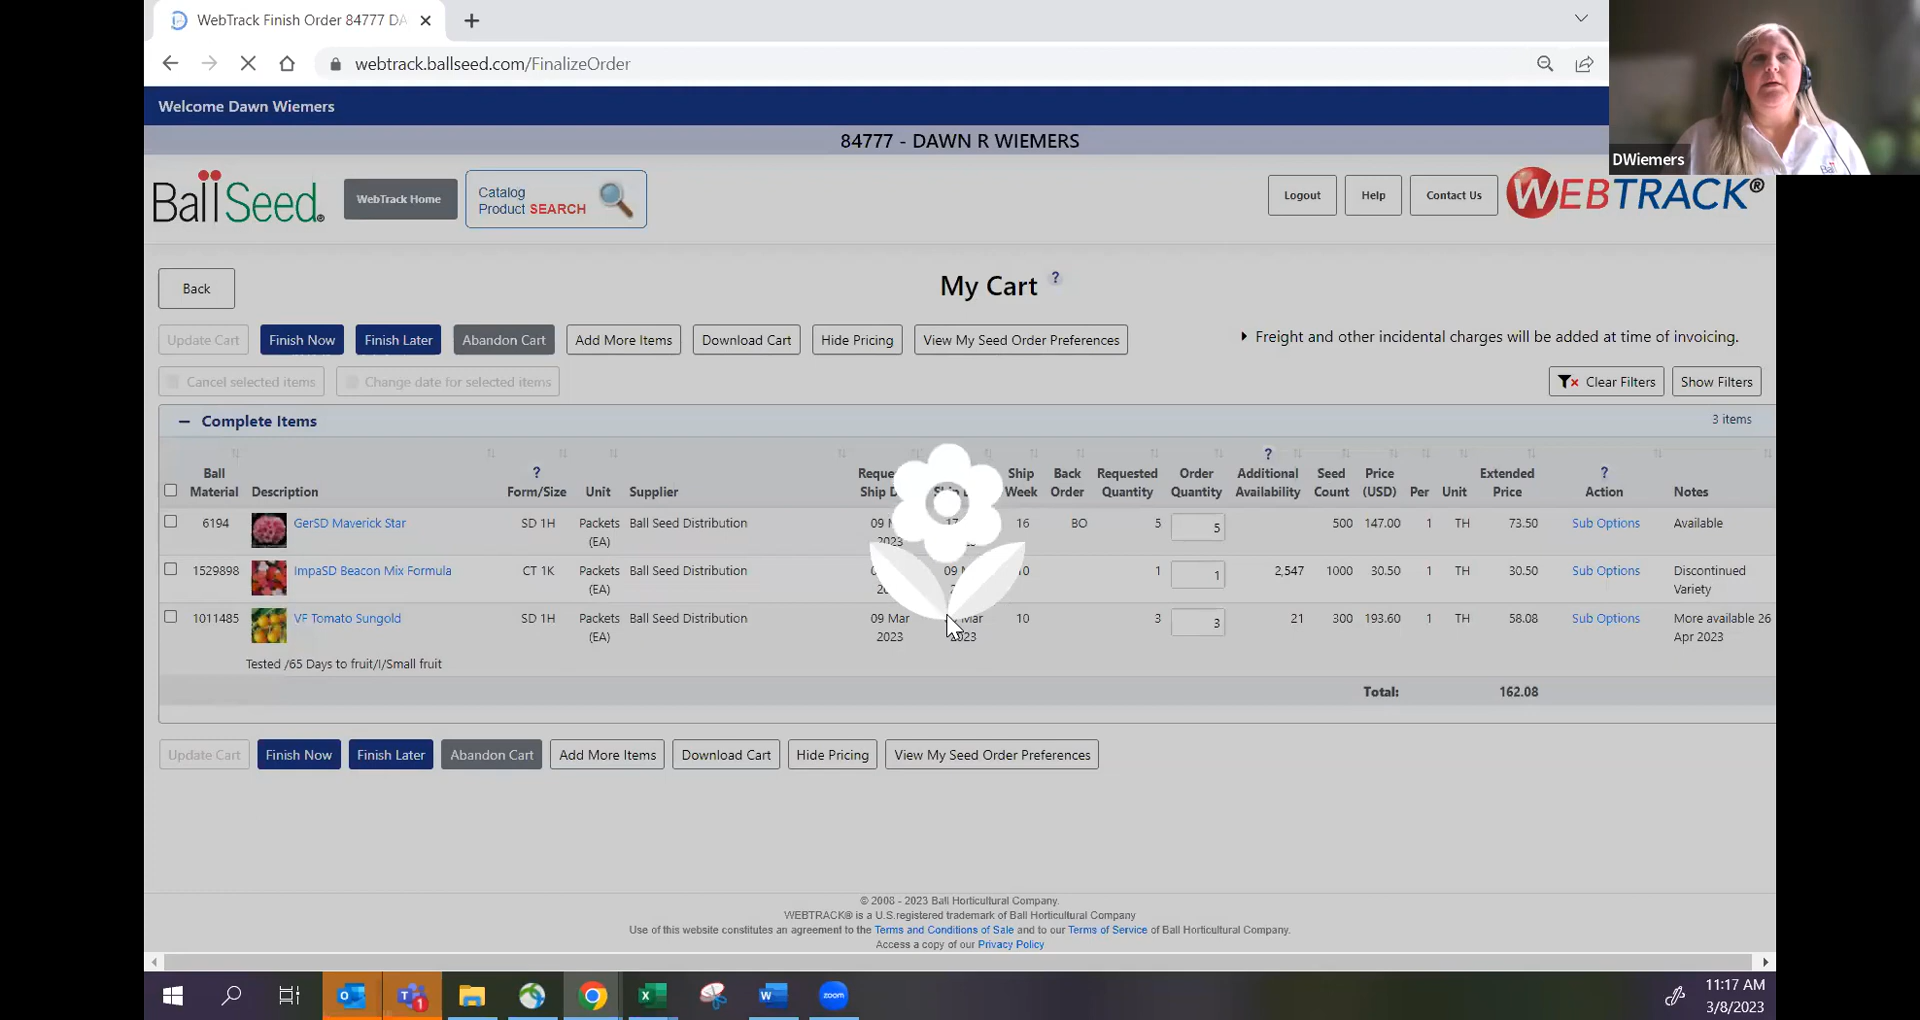 WebTrack Finish Order 84777 DA
webtrack.ballseed.com/FinalizeOrder
Welcome Dawn Wiemers
84777 - DAWN R WIEMERS
DWiemers
Ball Seed®
WebTrack Home
Catalog
Product SEARCH
Logout
Help
Contact Us
WEBTRACK®
Back
My Cart ?
Update Cart
Finish Now
Finish Later
Abandon Cart
Add More Items
Download Cart
Hide Pricing
View My Seed Order Preferences
Freight and other incidental charges will be added at time of invoicing.
Cancel selected items
Change date for selected items
Clear Filters
Show Filters
Complete Items
3 items
Ball Material
Description
? Form/Size
Unit
Supplier
Ship
Ship Week
Back Order
Requested Quantity
Order Quantity
? Additional Availability
Seed Count
Price (USD)
Per
Unit
Extended Price
? Action
Notes
6194 GerSD Maverick Star SD 1H Packets (EA) Ball Seed Distribution 09 2023 17 16 BO 5 5 500 147.00 1 TH 73.50 Sub Options Available
1529898 ImpaSD Beacon Mix Formula CT 1K Packets (EA) Ball Seed Distribution 09 1 1 2,547 1000 30.50 1 TH 30.50 Sub Options Discontinued Variety
1011485 VF Tomato Sungold SD 1H Packets (EA) Ball Seed Distribution 09 Mar 2023 2023 10 3 3 21 300 193.60 1 TH 58.08 Sub Options More available 26 Apr 2023
Tested /65 Days to fruit/I/Small fruit
Total: 162.08
Update Cart
Finish Now
Finish Later
Abandon Cart
Add More Items
Download Cart
Hide Pricing
View My Seed Order Preferences
© 2008 - 2023 Ball Horticultural Company.
WEBTRACK® is a U.S.registered trademark of Ball Horticultural Company
Use of this website constitutes an agreement to the Terms and Conditions of Sale and to our Terms of Service of Ball Horticultural Company.
Access a copy of our Privacy Policy
zoom
11:17 AM
3/8/2023